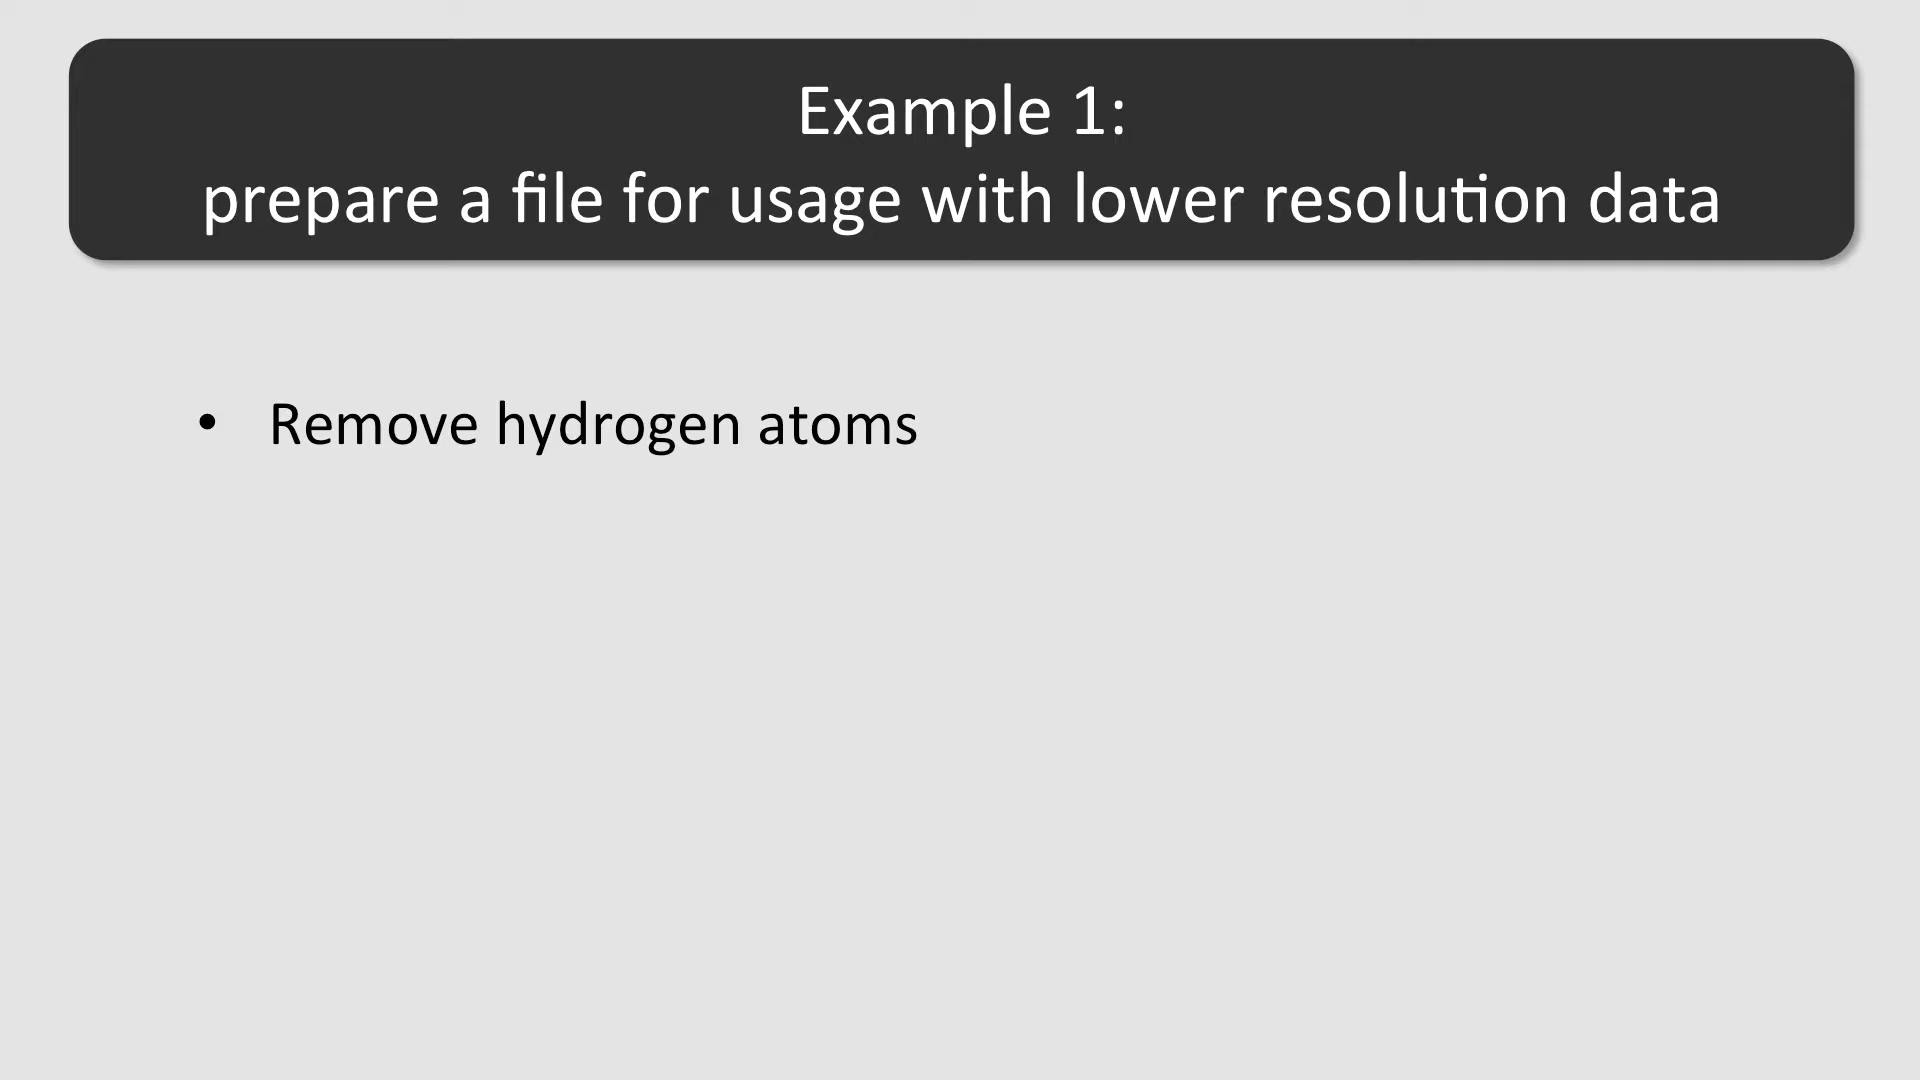 Example 1:
prepare a file for usage with lower resolution data
• Remove hydrogen atoms